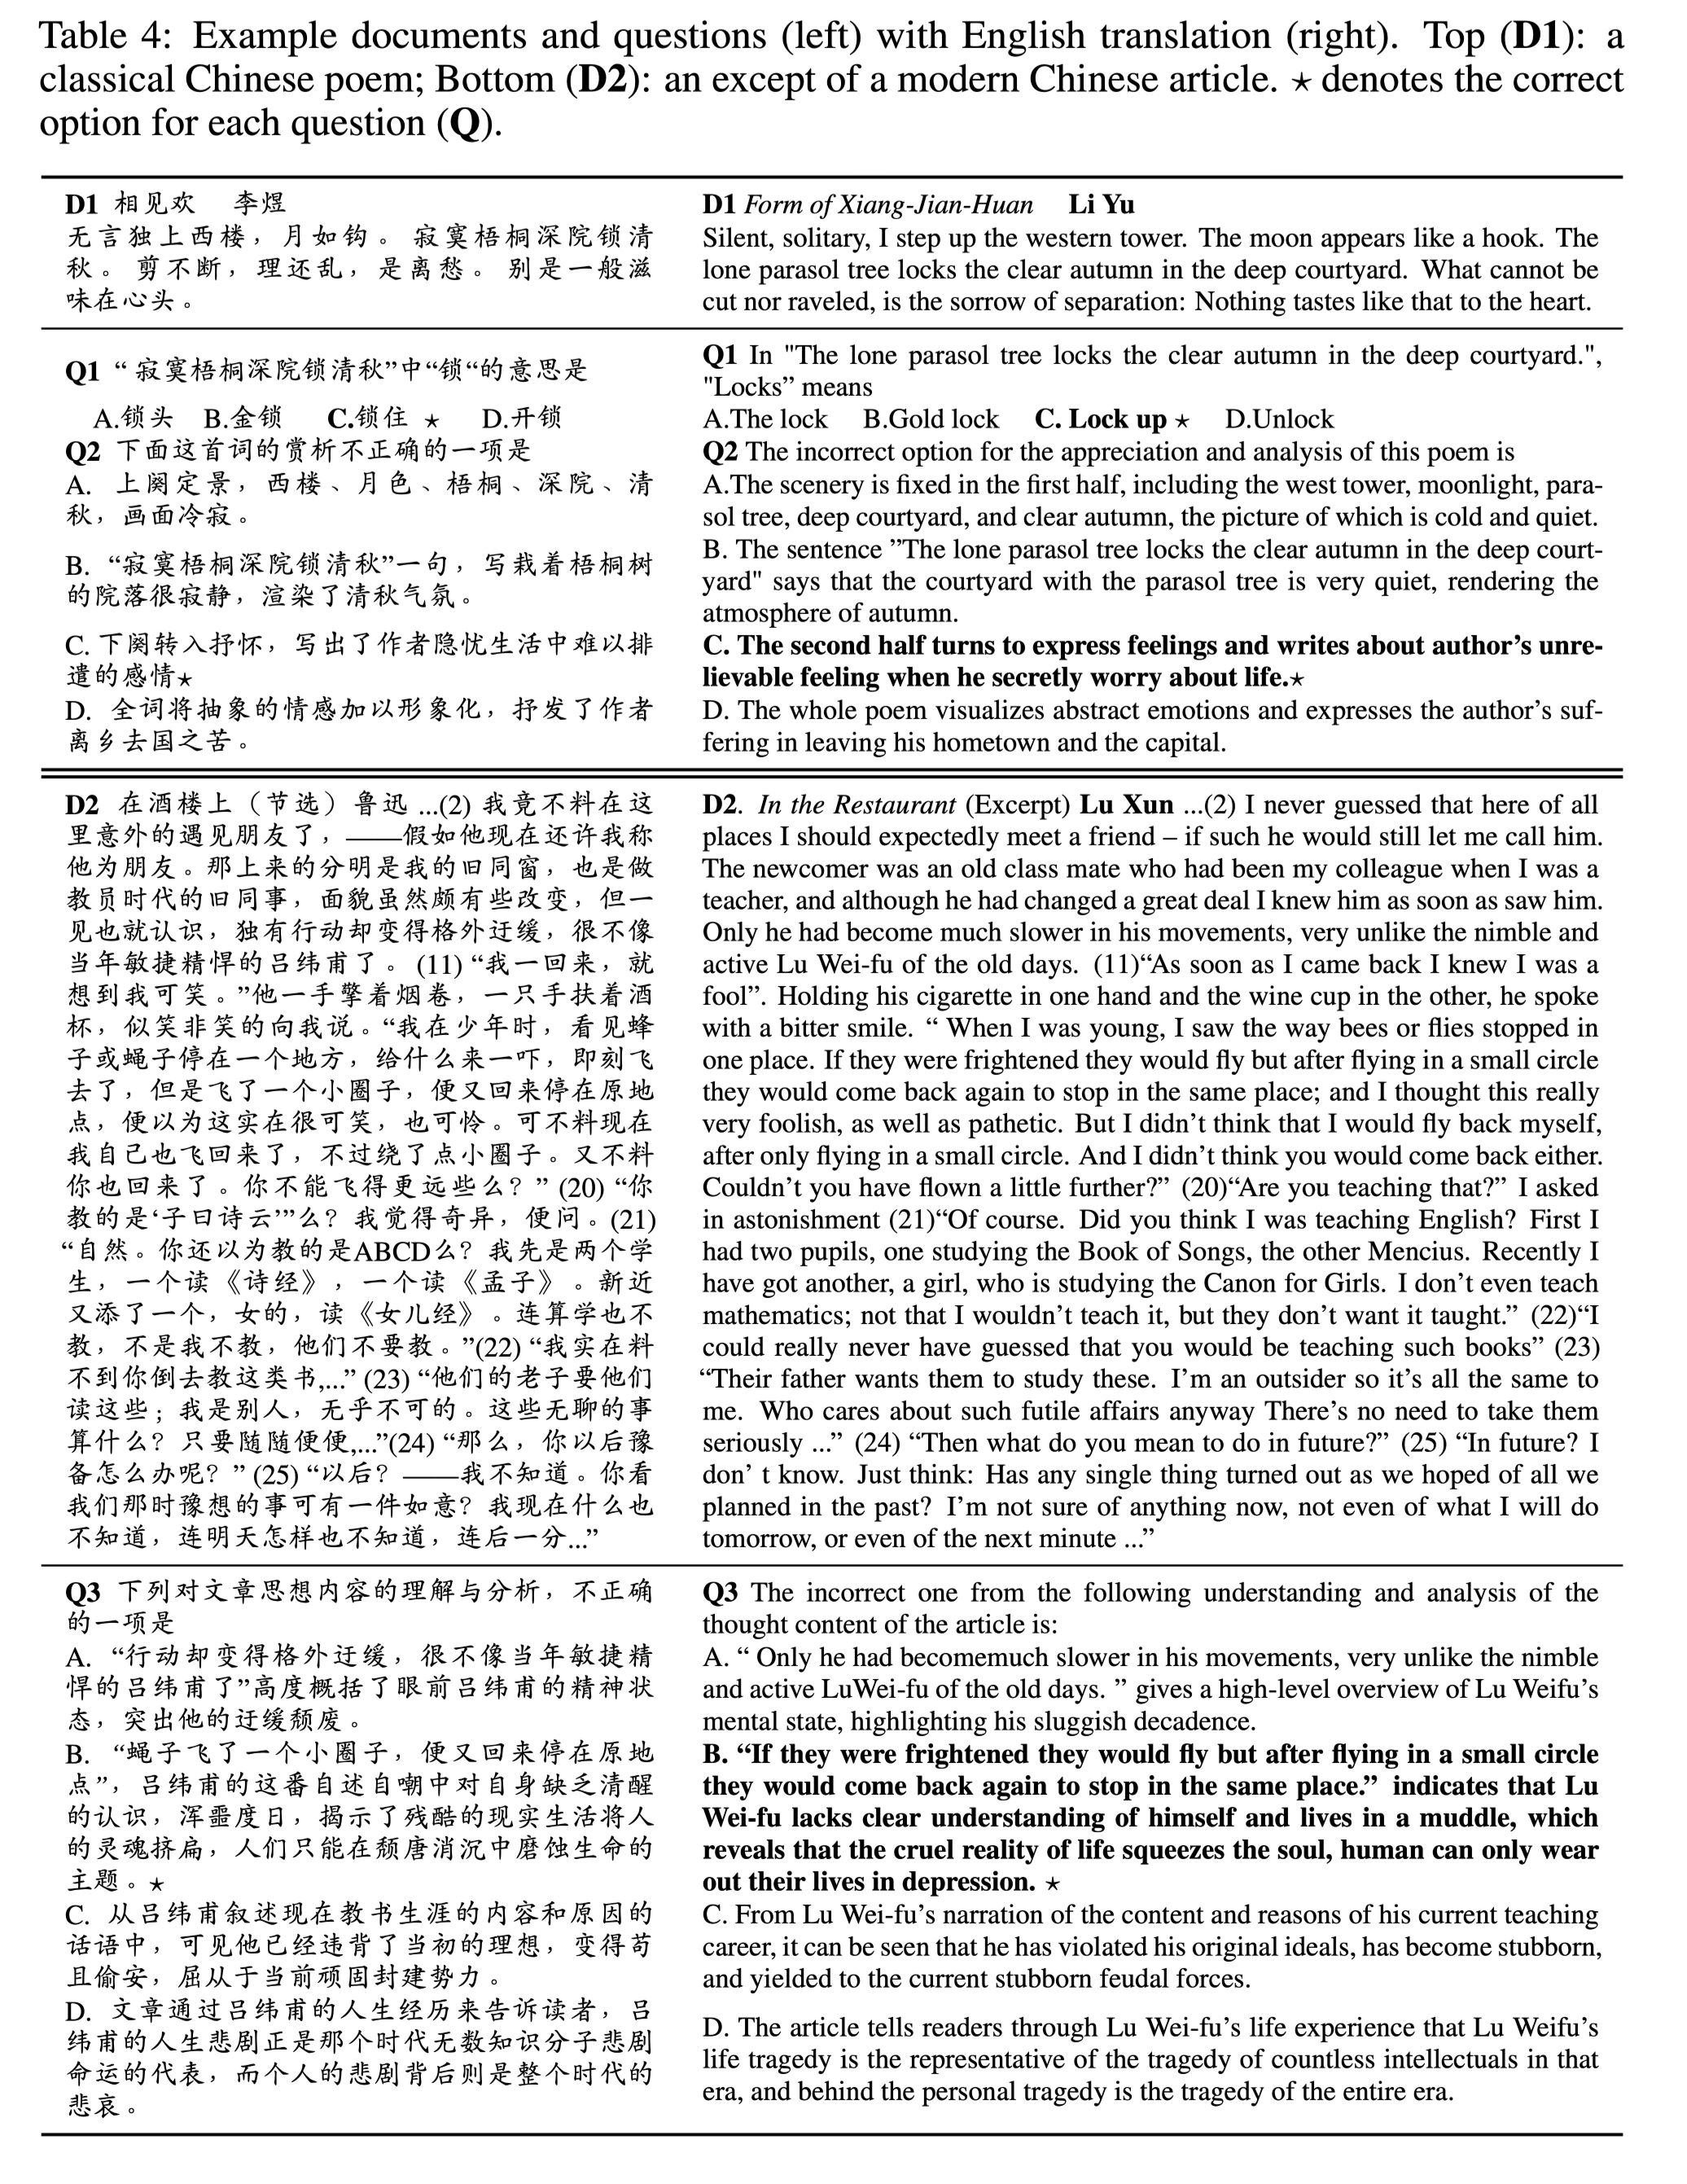 Table 4: Example documents and questions (left) with English translation (right). Top (D1): a
classical Chinese poem; Bottom (D2): an except of a modern Chinese article. ⋆ denotes the correct
option for each question (Q).
D1 相见欢 李煜
无言独上西楼，月如钩。寂寞梧桐深院锁清
秋。剪不断，理还乱，是离愁。别是一般滋
味在心头。
D1 Form of Xiang-Jian-Huan Li Yu
Silent, solitary, I step up the western tower. The moon appears like a hook. The
lone parasol tree locks the clear autumn in the deep courtyard. What cannot be
cut nor raveled, is the sorrow of separation: Nothing tastes like that to the heart.
Q1 “寂寞梧桐深院锁清秋”中“锁“的意思是
A.锁头 B.金锁 C.锁住 ⋆ D.开锁
Q2 下面这首词的赏析不正确的一项是
A. 上阕定景，西楼、月色、梧桐、深院、清
秋，画面冷寂。
B. “寂寞梧桐深院锁清秋”一句，写栽着梧桐树
的院落很寂静，渲染了清秋气氛。
C. 下阕转入抒怀，写出了作者隐忧生活中难以排
遣的感情⋆
D. 全词将抽象的情感加以形象化，抒发了作者
离乡去国之苦。
Q1 In "The lone parasol tree locks the clear autumn in the deep courtyard.",
"Locks” means
A.The lock B.Gold lock C. Lock up ⋆ D.Unlock
Q2 The incorrect option for the appreciation and analysis of this poem is
A.The scenery is fixed in the first half, including the west tower, moonlight, para-
sol tree, deep courtyard, and clear autumn, the picture of which is cold and quiet.
B. The sentence ”The lone parasol tree locks the clear autumn in the deep court-
yard" says that the courtyard with the parasol tree is very quiet, rendering the
atmosphere of autumn.
C. The second half turns to express feelings and writes about author’s unre-
lievable feeling when he secretly worry about life.⋆
D. The whole poem visualizes abstract emotions and expresses the author’s suf-
fering in leaving his hometown and the capital.
D2 在酒楼上（节选）鲁迅 ...(2) 我竟不料在这
里意外的遇见朋友了，——假如他现在还许我称
他为朋友。那上来的分明是我的旧同窗，也是做
教员时代的旧同事，面貌虽然颇有些改变，但一
见也就认识，独有行动却变得格外迂缓，很不像
当年敏捷精悍的吕纬甫了。(11) “我一回来，就
想到我可笑。”他一手擎着烟卷，一只手扶着酒
杯，似笑非笑的向我说。“我在少年时，看见蜂
子或蝇子停在一个地方，给什么来一吓，即刻飞
去了，但是飞了一个小圈子，便又回来停在原地
点，便以为这实在很可笑，也可怜。可不料现在
我自己也飞回来了，不过绕了点小圈子。又不料
你也回来了。你不能飞得更远些么？” (20) “你
教的是‘子曰诗云’”么？我觉得奇异，便问。(21)
“自然。你还以为教的是ABCD么？我先是两个学
生，一个读《诗经》，一个读《孟子》。新近
又添了一个，女的，读《女儿经》。连算学也不
教，不是我不教，他们不要教。”(22) “我实在料
不到你倒去教这类书,...” (23) “他们的老子要他们
读这些；我是别人，无乎不可的。这些无聊的事
算什么？只要随随便便,...”(24) “那么，你以后豫
备怎么办呢？” (25) “以后？——我不知道。你看
我们那时豫想的事可有一件如意？我现在什么也
不知道，连明天怎样也不知道，连后一分...”
D2. In the Restaurant (Excerpt) Lu Xun ...(2) I never guessed that here of all
places I should expectedly meet a friend – if such he would still let me call him.
The newcomer was an old class mate who had been my colleague when I was a
teacher, and although he had changed a great deal I knew him as soon as saw him.
Only he had become much slower in his movements, very unlike the nimble and
active Lu Wei-fu of the old days. (11)“As soon as I came back I knew I was a
fool”. Holding his cigarette in one hand and the wine cup in the other, he spoke
with a bitter smile. “ When I was young, I saw the way bees or flies stopped in
one place. If they were frightened they would fly but after flying in a small circle
they would come back again to stop in the same place; and I thought this really
very foolish, as well as pathetic. But I didn’t think that I would fly back myself,
after only flying in a small circle. And I didn’t think you would come back either.
Couldn’t you have flown a little further?” (20)“Are you teaching that?” I asked
in astonishment (21)“Of course. Did you think I was teaching English? First I
had two pupils, one studying the Book of Songs, the other Mencius. Recently I
have got another, a girl, who is studying the Canon for Girls. I don’t even teach
mathematics; not that I wouldn’t teach it, but they don’t want it taught.” (22)“I
could really never have guessed that you would be teaching such books” (23)
“Their father wants them to study these. I’m an outsider so it’s all the same to
me. Who cares about such futile affairs anyway There’s no need to take them
seriously ...” (24) “Then what do you mean to do in future?” (25) “In future? I
don’ t know. Just think: Has any single thing turned out as we hoped of all we
planned in the past? I’m not sure of anything now, not even of what I will do
tomorrow, or even of the next minute ...”
Q3 下列对文章思想内容的理解与分析，不正确
的一项是
A. “行动却变得格外迂缓，很不像当年敏捷精
悍的吕纬甫了”高度概括了眼前吕纬甫的精神状
态，突出他的迂缓颓废。
B. “蝇子飞了一个小圈子，便又回来停在原地
点”，吕纬甫的这番自述自嘲中对自身缺乏清醒
的认识，浑噩度日，揭示了残酷的现实生活将人
的灵魂挤扁，人们只能在颓唐消沉中磨蚀生命的
主题。⋆
C. 从吕纬甫叙述现在教书生涯的内容和原因的
话语中，可见他已经违背了当初的理想，变得苟
且偷安，屈从于当前顽固封建势力。
D. 文章通过吕纬甫的人生经历来告诉读者，吕
纬甫的人生悲剧正是那个时代无数知识分子悲剧
命运的代表，而个人的悲剧背后则是整个时代的
悲哀。
Q3 The incorrect one from the following understanding and analysis of the
thought content of the article is:
A. “ Only he had becomemuch slower in his movements, very unlike the nimble
and active LuWei-fu of the old days. ” gives a high-level overview of Lu Weifu’s
mental state, highlighting his sluggish decadence.
B. “If they were frightened they would fly but after flying in a small circle
they would come back again to stop in the same place.” indicates that Lu
Wei-fu lacks clear understanding of himself and lives in a muddle, which
reveals that the cruel reality of life squeezes the soul, human can only wear
out their lives in depression. ⋆
C. From Lu Wei-fu’s narration of the content and reasons of his current teaching
career, it can be seen that he has violated his original ideals, has become stubborn,
and yielded to the current stubborn feudal forces.
D. The article tells readers through Lu Wei-fu’s life experience that Lu Weifu’s
life tragedy is the representative of the tragedy of countless intellectuals in that
era, and behind the personal tragedy is the tragedy of the entire era.